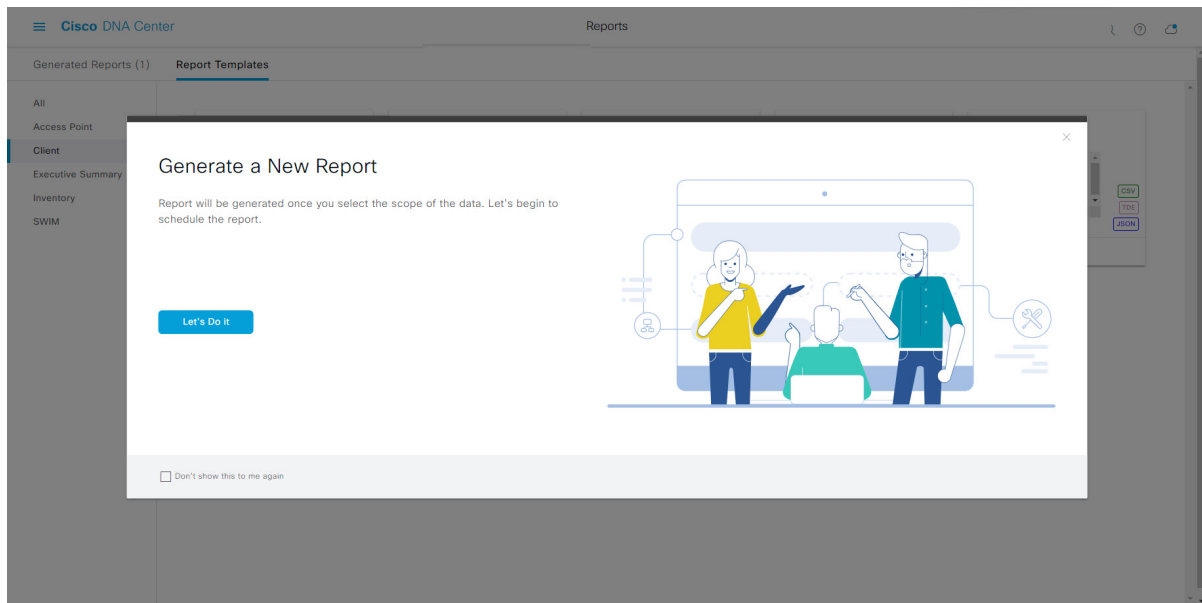 Cisco DNA Center
Reports
Generated Reports (1)
Report Templates
All
Access Point
Client
Executive Summary
Inventory
SWIM
Generate a New Report
Report will be generated once you select the scope of the data. Let's begin to
schedule the report.
Let's Do it
Don't show this to me again
CSV
TDE
JSON